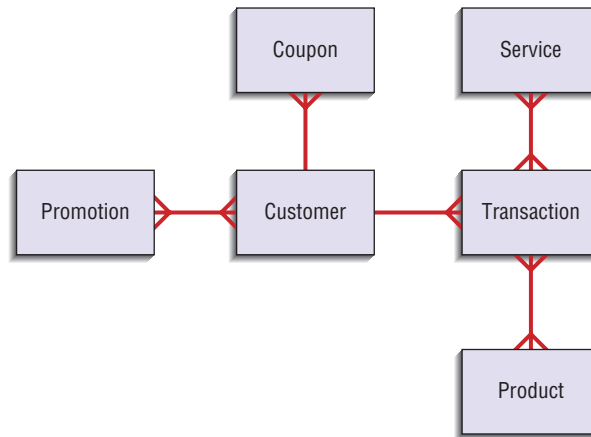 Coupon
Service
Promotion
Customer
Transaction
Product